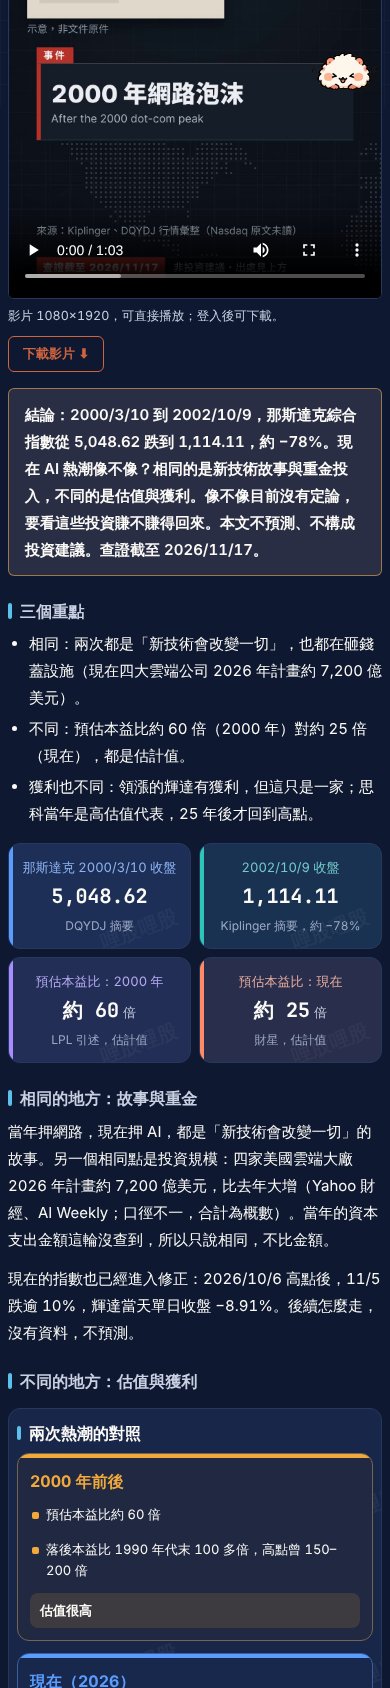 示意，非文件原件
事件
2000 年網路泡沫
After the 2000 dot-com peak
來源：Kiplinger、DQYDJ 行情彙整（Nasdaq 原文未讀）
0:00 / 1:03
查證截至 2026/11/17
影片 1080×1920，可直接播放；登入後可下載。
下載影片 ⬇
結論：2000/3/10 到 2002/10/9，那斯達克綜合
指數從 5,048.62 跌到 1,114.11，約 −78%。現
在 AI 熱潮像不像？相同的是新技術故事與重金投
入，不同的是估值與獲利。像不像目前沒有定論，
要看這些投資賺不賺得回來。本文不預測、不構成
投資建議。查證截至 2026/11/17。
三個重點
• 相同：兩次都是「新技術會改變一切」，也都在砸錢
蓋設施（現在四大雲端公司 2026 年計畫約 7,200 億
美元）。
• 不同：預估本益比約 60 倍（2000 年）對約 25 倍
（現在），都是估計值。
• 獲利也不同：領漲的輝達有獲利，但這只是一家；思
科當年是高估值代表，25 年後才回到高點。
那斯達克 2000/3/10 收盤
5,048.62
DQYDJ 摘要
2002/10/9 收盤
1,114.11
Kiplinger 摘要，約 −78%
預估本益比：2000 年
約 60 倍
LPL 引述，估計值
預估本益比：現在
約 25 倍
財星，估計值
相同的地方：故事與重金
當年押網路，現在押 AI，都是「新技術會改變一切」的
故事。另一個相同點是投資規模：四家美國雲端大廠
2026 年計畫約 7,200 億美元，比去年大增（Yahoo 財
經、AI Weekly；口徑不一，合計為概數）。當年的資本
支出金額這輪沒查到，所以只說相同，不比金額。
現在的指數也已經進入修正：2026/10/6 高點後，11/5
跌逾 10%，輝達當天單日收盤 −8.91%。後續怎麼走，
沒有資料，不預測。
不同的地方：估值與獲利
兩次熱潮的對照
2000 年前後
預估本益比約 60 倍
落後本益比 1990 年代末 100 多倍，高點曾 150–
200 倍
估值很高
現在（2026）